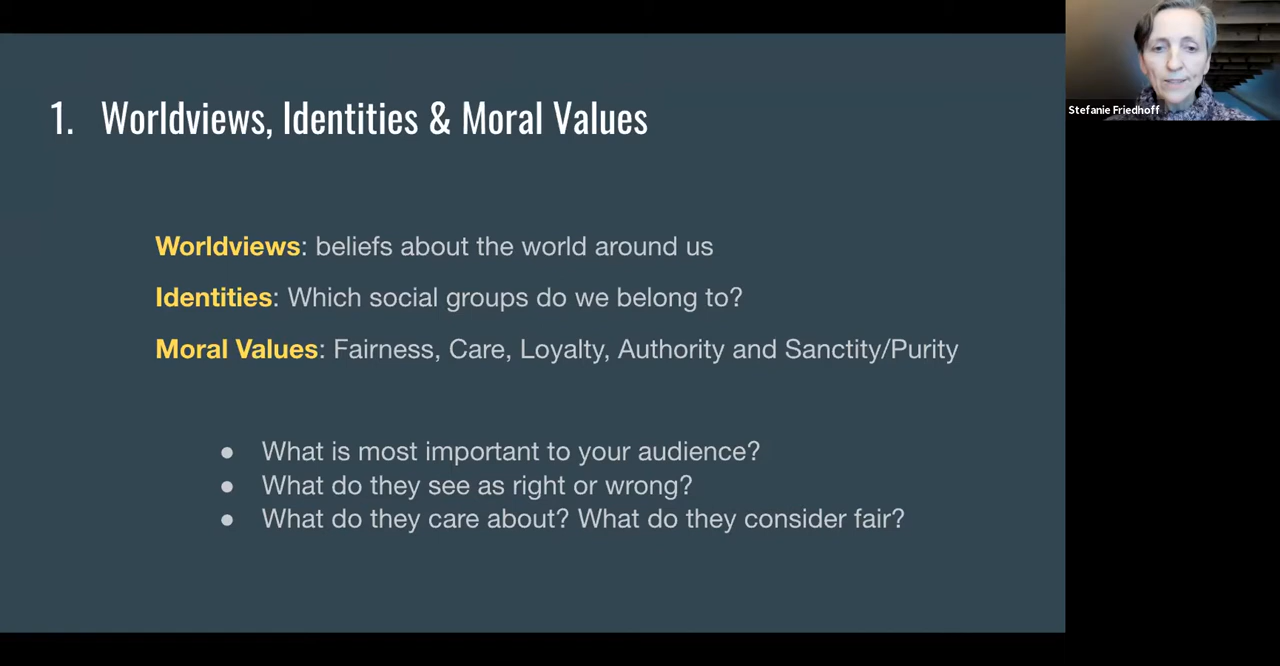 1. Worldviews, Identities & Moral Values
Stefanie Friedhoff
Worldviews: beliefs about the world around us
Identities: Which social groups do we belong to?
Moral Values: Fairness, Care, Loyalty, Authority and Sanctity/Purity
● What is most important to your audience?
● What do they see as right or wrong?
● What do they care about? What do they consider fair?